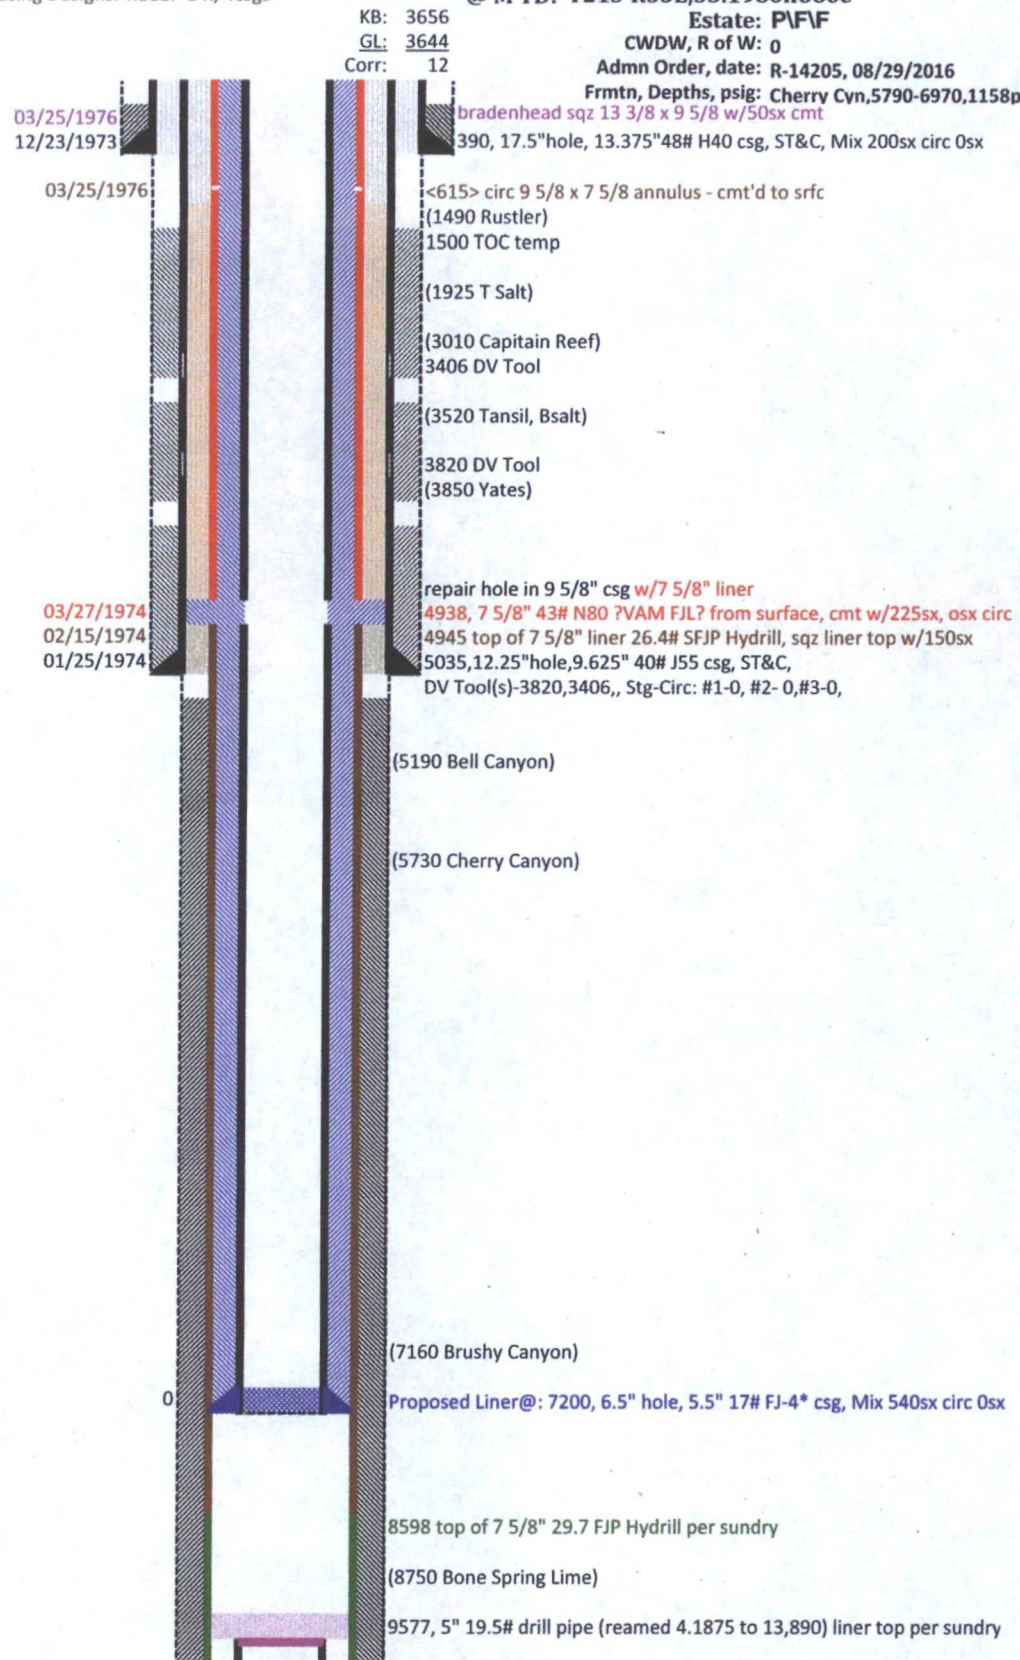 KB: 3656
Estate: P\F\F
GL: 3644
CWDW, R of W: 0
Corr: 12
Admn Order, date: R-14205, 08/29/2016
Frmtn, Depths, psig: Cherry Cyn,5790-6970,1158p
03/25/1976 bradenhead sqz 13 3/8 x 9 5/8 w/50sx cmt
12/23/1973 390, 17.5"hole, 13.375"48# H40 csg, ST&C, Mix 200sx circ 0sx
03/25/1976 <615> circ 9 5/8 x 7 5/8 annulus - cmt'd to srfc
(1490 Rustler)
1500 TOC temp
(1925 T Salt)
(3010 Capitain Reef)
3406 DV Tool
(3520 Tansil, Bsalt)
3820 DV Tool
(3850 Yates)
repair hole in 9 5/8" csg w/7 5/8" liner
03/27/1974 4938, 7 5/8" 43# N80 ?VAM FJL? from surface, cmt w/225sx, osx circ
02/15/1974 4945 top of 7 5/8" liner 26.4# SFJP Hydrill, sqz liner top w/150sx
01/25/1974 5035,12.25"hole,9.625" 40# J55 csg, ST&C,
DV Tool(s)-3820,3406,, Stg-Circ: #1-0, #2- 0,#3-0,
(5190 Bell Canyon)
(5730 Cherry Canyon)
(7160 Brushy Canyon)
0 Proposed Liner@: 7200, 6.5" hole, 5.5" 17# FJ-4* csg, Mix 540sx circ 0sx
8598 top of 7 5/8" 29.7 FJP Hydrill per sundry
(8750 Bone Spring Lime)
9577, 5" 19.5# drill pipe (reamed 4.1875 to 13,890) liner top per sundry